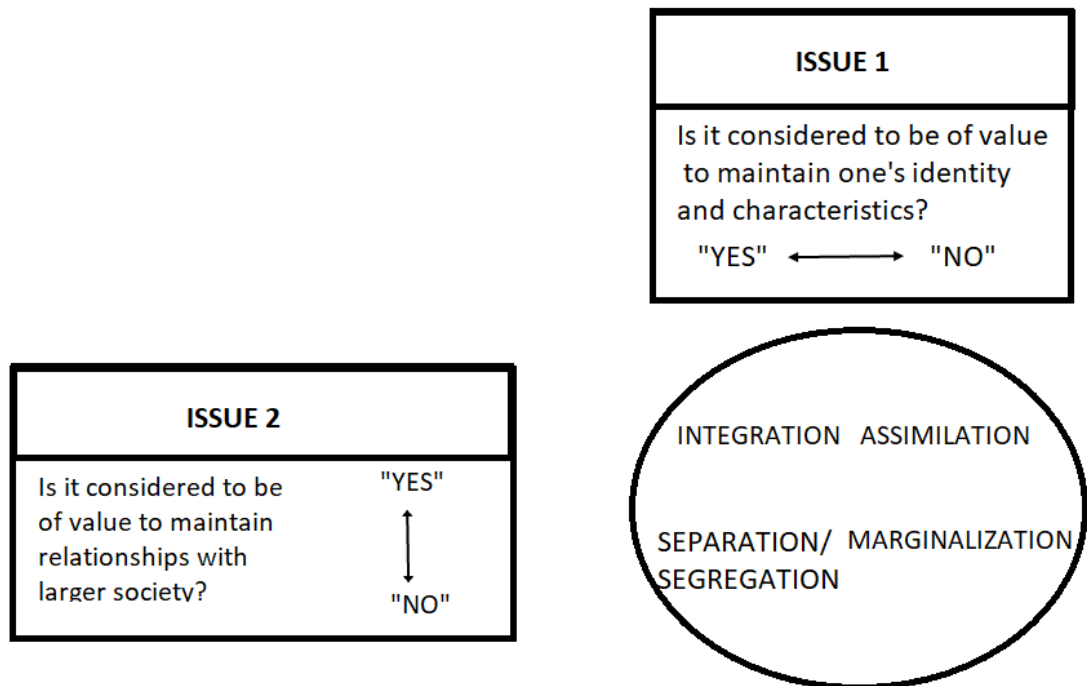 ISSUE 1
Is it considered to be of value
to maintain one's identity
and characteristics?
"YES" "NO"
ISSUE 2
Is it considered to be
of value to maintain
relationships with
larger society?
"YES"
"NO"
INTEGRATION ASSIMILATION
SEPARATION/ MARGINALIZATION
SEGREGATION